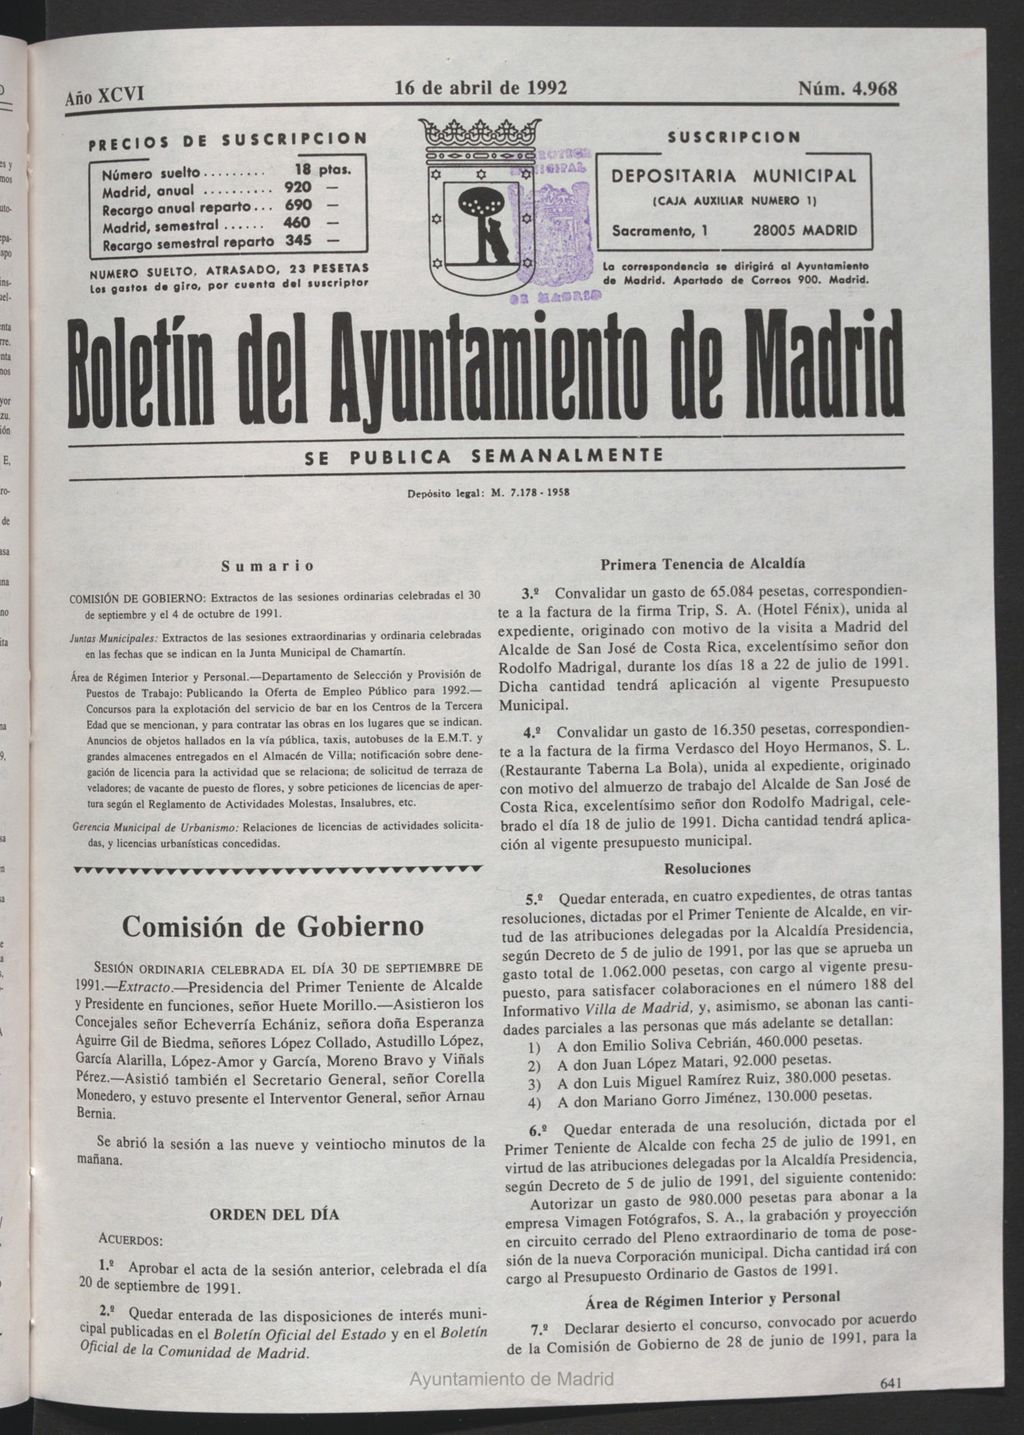 Año XCVI
16 de abril de 1992
Núm. 4.968
PRECIOS DE SUSCRIPCION
Número suelto......... 18 ptas.
Madrid, anual .......... 920 —
Recargo anual reparto... 690 —
Madrid, semestral ...... 460 —
Recargo semestral reparto 345 —
NUMERO SUELTO, ATRASADO, 23 PESETAS
Los gastos de giro, por cuenta del suscriptor
SUSCRIPCION
DEPOSITARIA MUNICIPAL
(CAJA AUXILIAR NUMERO 1)
Sacramento, 1 28005 MADRID
La correspondencia se dirigirá al Ayuntamiento
de Madrid. Apartado de Correos 900. Madrid.
DE MADRID
Boletín del Ayuntamiento de Madrid
SE PUBLICA SEMANALMENTE
Depósito legal: M. 7.178 - 1958
Sumario
COMISIÓN DE GOBIERNO: Extractos de las sesiones ordinarias celebradas el 30
de septiembre y el 4 de octubre de 1991.
Juntas Municipales: Extractos de las sesiones extraordinarias y ordinaria celebradas
en las fechas que se indican en la Junta Municipal de Chamartín.
Área de Régimen Interior y Personal.—Departamento de Selección y Provisión de
Puestos de Trabajo: Publicando la Oferta de Empleo Público para 1992.—
Concursos para la explotación del servicio de bar en los Centros de la Tercera
Edad que se mencionan, y para contratar las obras en los lugares que se indican.
Anuncios de objetos hallados en la vía pública, taxis, autobuses de la E.M.T. y
grandes almacenes entregados en el Almacén de Villa; notificación sobre dene-
gación de licencia para la actividad que se relaciona; de solicitud de terraza de
veladores; de vacante de puesto de flores, y sobre peticiones de licencias de aper-
tura según el Reglamento de Actividades Molestas, Insalubres, etc.
Gerencia Municipal de Urbanismo: Relaciones de licencias de actividades solicita-
das, y licencias urbanísticas concedidas.
Comisión de Gobierno
SESIÓN ORDINARIA CELEBRADA EL DÍA 30 DE SEPTIEMBRE DE
1991.—Extracto.—Presidencia del Primer Teniente de Alcalde
y Presidente en funciones, señor Huete Morillo.—Asistieron los
Concejales señor Echeverría Echániz, señora doña Esperanza
Aguirre Gil de Biedma, señores López Collado, Astudillo López,
García Alarilla, López-Amor y García, Moreno Bravo y Viñals
Pérez.—Asistió también el Secretario General, señor Corella
Monedero, y estuvo presente el Interventor General, señor Arnau
Bernia.
Se abrió la sesión a las nueve y veintiocho minutos de la
mañana.
ORDEN DEL DÍA
ACUERDOS:
1.º Aprobar el acta de la sesión anterior, celebrada el día
20 de septiembre de 1991.
2.º Quedar enterada de las disposiciones de interés muni-
cipal publicadas en el Boletín Oficial del Estado y en el Boletín
Oficial de la Comunidad de Madrid.
Primera Tenencia de Alcaldía
3.º Convalidar un gasto de 65.084 pesetas, correspondien-
te a la factura de la firma Trip, S. A. (Hotel Fénix), unida al
expediente, originado con motivo de la visita a Madrid del
Alcalde de San José de Costa Rica, excelentísimo señor don
Rodolfo Madrigal, durante los días 18 a 22 de julio de 1991.
Dicha cantidad tendrá aplicación al vigente Presupuesto
Municipal.
4.º Convalidar un gasto de 16.350 pesetas, correspondien-
te a la factura de la firma Verdasco del Hoyo Hermanos, S. L.
(Restaurante Taberna La Bola), unida al expediente, originado
con motivo del almuerzo de trabajo del Alcalde de San José de
Costa Rica, excelentísimo señor don Rodolfo Madrigal, cele-
brado el día 18 de julio de 1991. Dicha cantidad tendrá aplica-
ción al vigente presupuesto municipal.
Resoluciones
5.º Quedar enterada, en cuatro expedientes, de otras tantas
resoluciones, dictadas por el Primer Teniente de Alcalde, en vir-
tud de las atribuciones delegadas por la Alcaldía Presidencia,
según Decreto de 5 de julio de 1991, por las que se aprueba un
gasto total de 1.062.000 pesetas, con cargo al vigente presu-
puesto, para satisfacer colaboraciones en el número 188 del
Informativo Villa de Madrid, y, asimismo, se abonan las canti-
dades parciales a las personas que más adelante se detallan:
1) A don Emilio Soliva Cebrián, 460.000 pesetas.
2) A don Juan López Matari, 92.000 pesetas.
3) A don Luis Miguel Ramírez Ruiz, 380.000 pesetas.
4) A don Mariano Gorro Jiménez, 130.000 pesetas.
6.º Quedar enterada de una resolución, dictada por el
Primer Teniente de Alcalde con fecha 25 de julio de 1991, en
virtud de las atribuciones delegadas por la Alcaldía Presidencia,
según Decreto de 5 de julio de 1991, del siguiente contenido:
Autorizar un gasto de 980.000 pesetas para abonar a la
empresa Vimagen Fotógrafos, S. A., la grabación y proyección
en circuito cerrado del Pleno extraordinario de toma de pose-
sión de la nueva Corporación municipal. Dicha cantidad irá con
cargo al Presupuesto Ordinario de Gastos de 1991.
Área de Régimen Interior y Personal
7.º Declarar desierto el concurso, convocado por acuerdo
de la Comisión de Gobierno de 28 de junio de 1991, para la
Ayuntamiento de Madrid
641